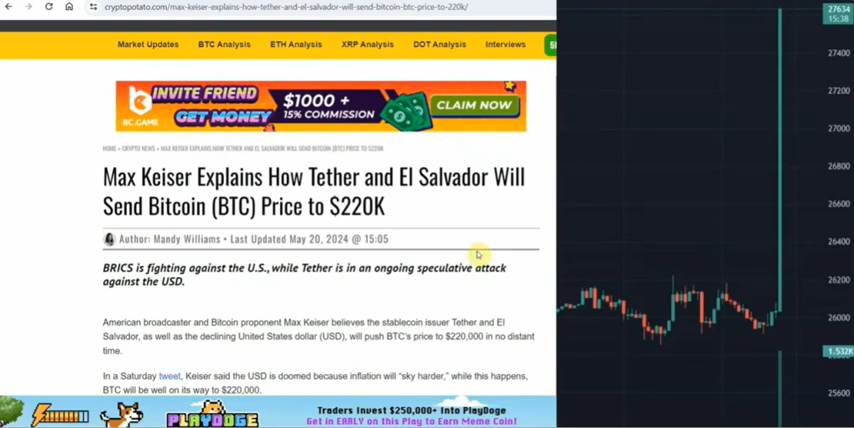 cryptopotato.com/max-keiser-explains-how-tether-and-el-salvador-will-send-bitcoin-btc-price-to-220k/
Market Updates BTC Analysis ETH Analysis XRP Analysis DOT Analysis Interviews
BC.GAME
INVITE FRIEND
GET MONEY
$1000 +
15% COMMISSION
CLAIM NOW
HOME » CRYPTO NEWS » MAX KEISER EXPLAINS HOW TETHER AND EL SALVADOR WILL SEND BITCOIN (BTC) PRICE TO $220K
Max Keiser Explains How Tether and El Salvador Will
Send Bitcoin (BTC) Price to $220K
Author: Mandy Williams • Last Updated May 20, 2024 @ 15:05
BRICS is fighting against the U.S., while Tether is in an ongoing speculative attack
against the USD.
American broadcaster and Bitcoin proponent Max Keiser believes the stablecoin issuer Tether and El
Salvador, as well as the declining United States dollar (USD), will push BTC's price to $220,000 in no distant
time.
In a Saturday tweet, Keiser said the USD is doomed because inflation will “sky harder,” while this happens,
BTC will be well on its way to $220,000.
PLAYDOGE
Traders Invest $250,000+ Into PlayDoge
Get in EARLY on this Play to Earn Meme Coin!
27634
15:38
27400
27200
27000
26800
26600
26400
26200
26000
1.532K
25600